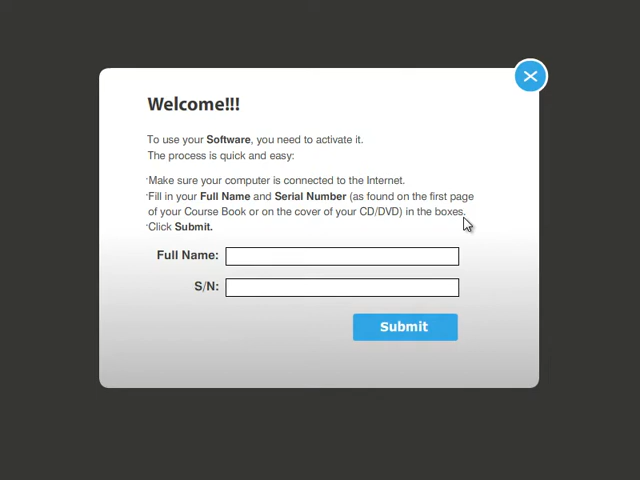 Welcome!!!
To use your Software, you need to activate it.
The process is quick and easy:
·Make sure your computer is connected to the Internet.
·Fill in your Full Name and Serial Number (as found on the first page
of your Course Book or on the cover of your CD/DVD) in the boxes.
·Click Submit.
Full Name:
S/N:
Submit